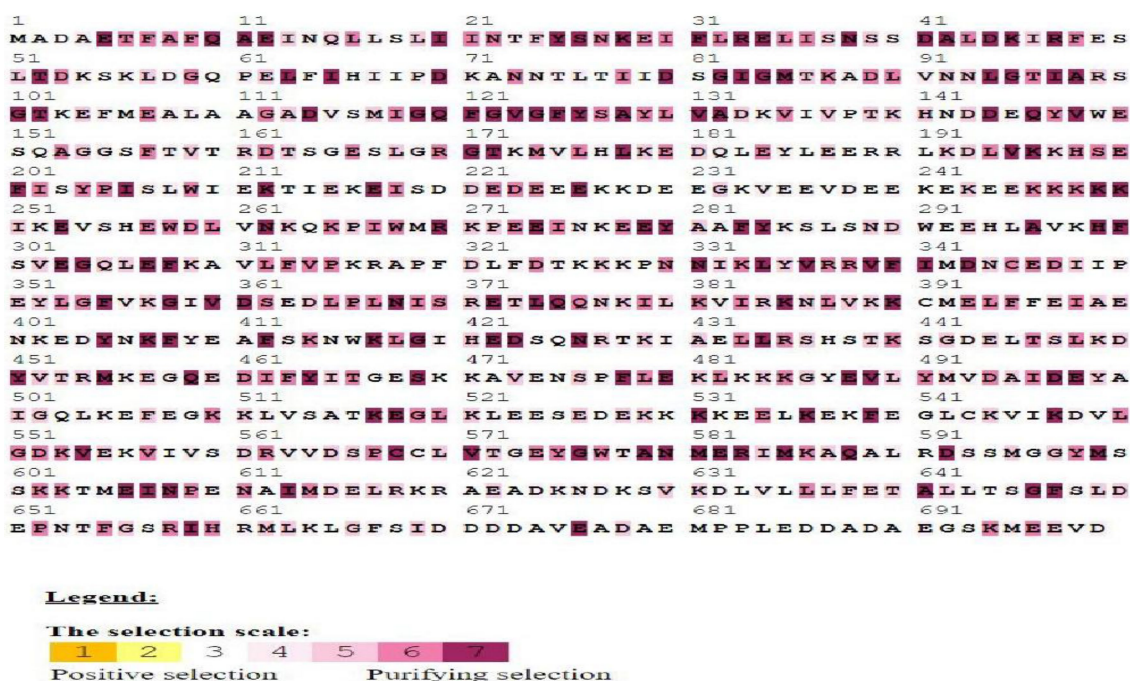 1 11 21 31 41
MADAETFAFQ AEINQLLSLI INTFYSNKEI FLRELISNSS DALDKIRFES
51 61 71 81 91
LTDKSKLDGQ PELFIHIIPD KANNTLTIID SGIGMTKADL VNNLGTIARS
101 111 121 131 141
GTKEFMEALA AGADVSMIGQ FGVGFYSAYL VADKVIVPTK HNDDEQYVWE
151 161 171 181 191
SQAGGSFTVT RDTSGESLGR GTKMVLHLKE DQLEYLEERR LKDLVKKHSE
201 211 221 231 241
FISYPISLWI EKTIEKEISD DEDEEEKKDE EGKVEEVDEE KEKEEKKKKK
251 261 271 281 291
IKEVSHEWDL VNKQKPIWMR KPEEINKEEY AAFYKSLSND WEEHLAVKHF
301 311 321 331 341
SVEGQLEFKA VLFVPKRAPF DLFDTKKKPN NIKLYVRRVF IMDNCEDIIP
351 361 371 381 391
EYLGFVKGIV DSEDLPLNIS RETLQQNKIL KVIRKNLVKK CMELFFEIAE
401 411 421 431 441
NKEDYNKFYE AFSKNWKLGI HEDSQNRTKI AELLRSHSTK SGDELTSLKD
451 461 471 481 491
YVTRMKEGQE DIFYITGESK KAVENSPFLE KLKKKGYEVL YMVDAIDEYA
501 511 521 531 541
IGQLKEFEGK KLVSATKEGL KLEESEDEKK KKEELKEKFE GLCKVIKDVL
551 561 571 581 591
GDKVEKVIVS DRVVDSPCCL VTGEYGWTAN MERIMKAQAL RDSSMGGYMS
601 611 621 631 641
SKKTMEINPE NAIMDELRKR AEADKNDKSV KDLVLLLFET ALLTSGFSLD
651 661 671 681 691
EPNTFGSRIH RMLKLGFSID DDDAVEADAE MPPLEDDADA EGSKMEEVD
Legend:
The selection scale:
1 2 3 4 5 6 7
Positive selection Purifying selection